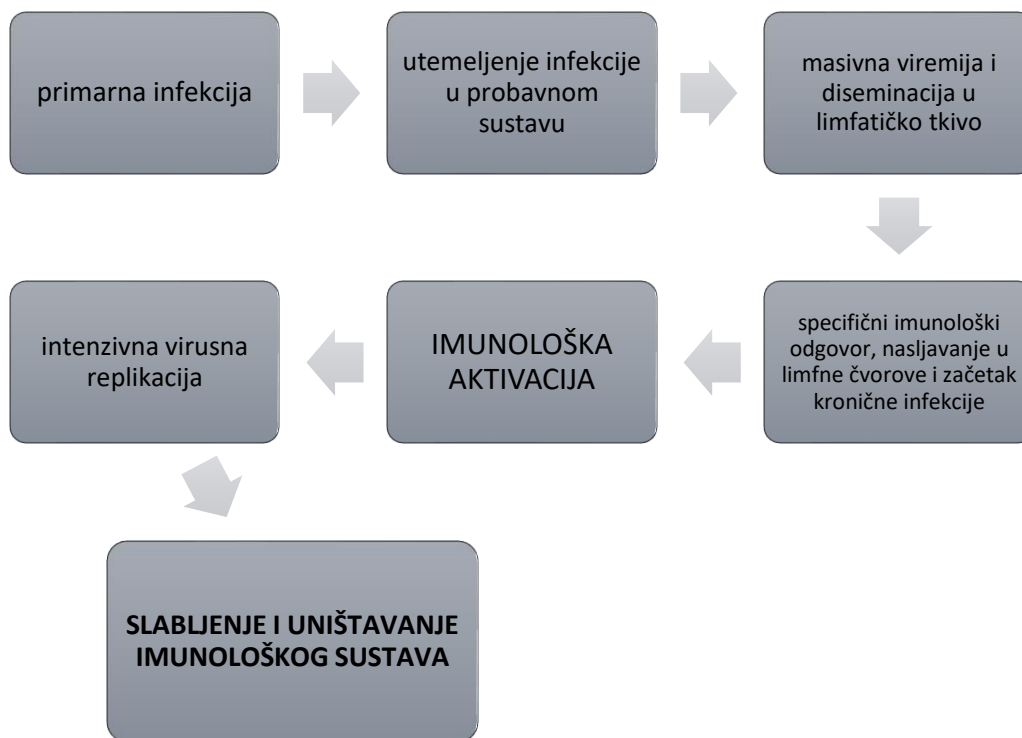 primarna infekcija
utemeljenje infekcije
u probavnom
sustavu
masivna viremija i
diseminacija u
limfatičko tkivo
specifični imunološki
odgovor, nasljavanje u
limfne čvorove i začetak
kronične infekcije
IMUNOLOŠKA
AKTIVACIJA
intenzivna virusna
replikacija
SLABLJENJE I UNIŠTAVANJE
IMUNOLOŠKOG SUSTAVA